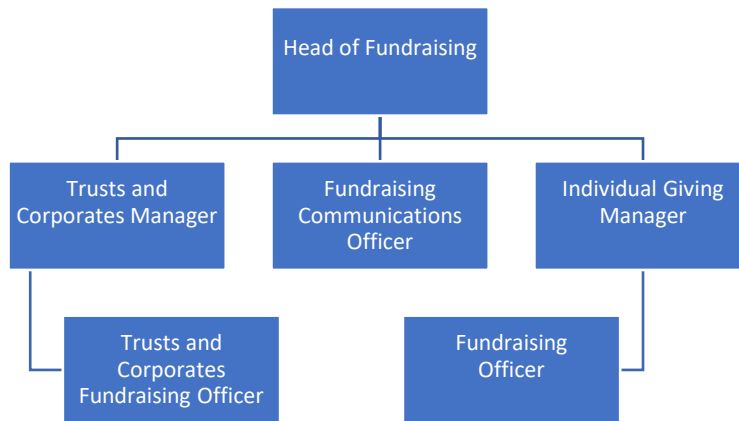 Head of Fundraising
Trusts and
Corporates Manager
Fundraising
Communications
Officer
Individual Giving
Manager
Trusts and
Corporates
Fundraising Officer
Fundraising
Officer